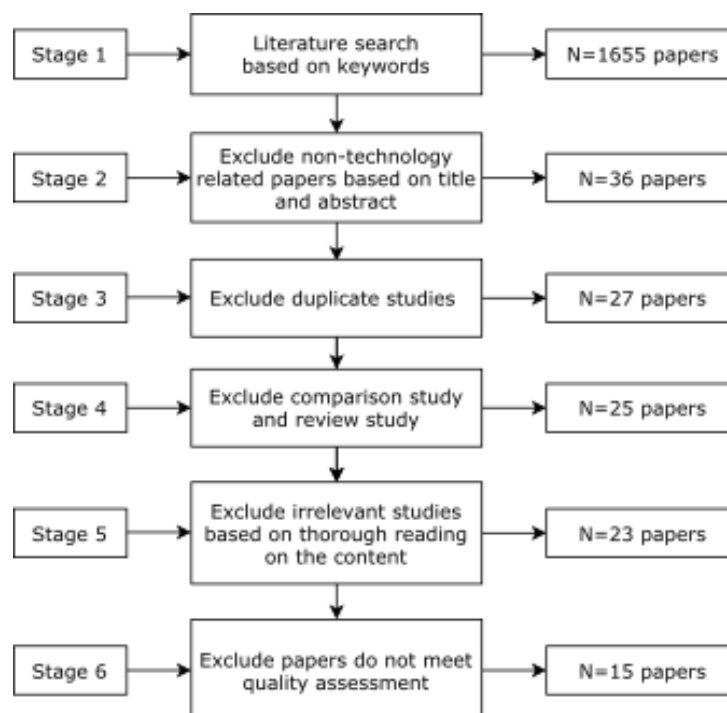 Stage 1
Literature search
based on keywords
N=1655 papers
Stage 2
Exclude non-technology
related papers based on title
and abstract
N=36 papers
Stage 3
Exclude duplicate studies
N=27 papers
Stage 4
Exclude comparison study
and review study
N=25 papers
Stage 5
Exclude irrelevant studies
based on thorough reading
on the content
N=23 papers
Stage 6
Exclude papers do not meet
quality assessment
N=15 papers